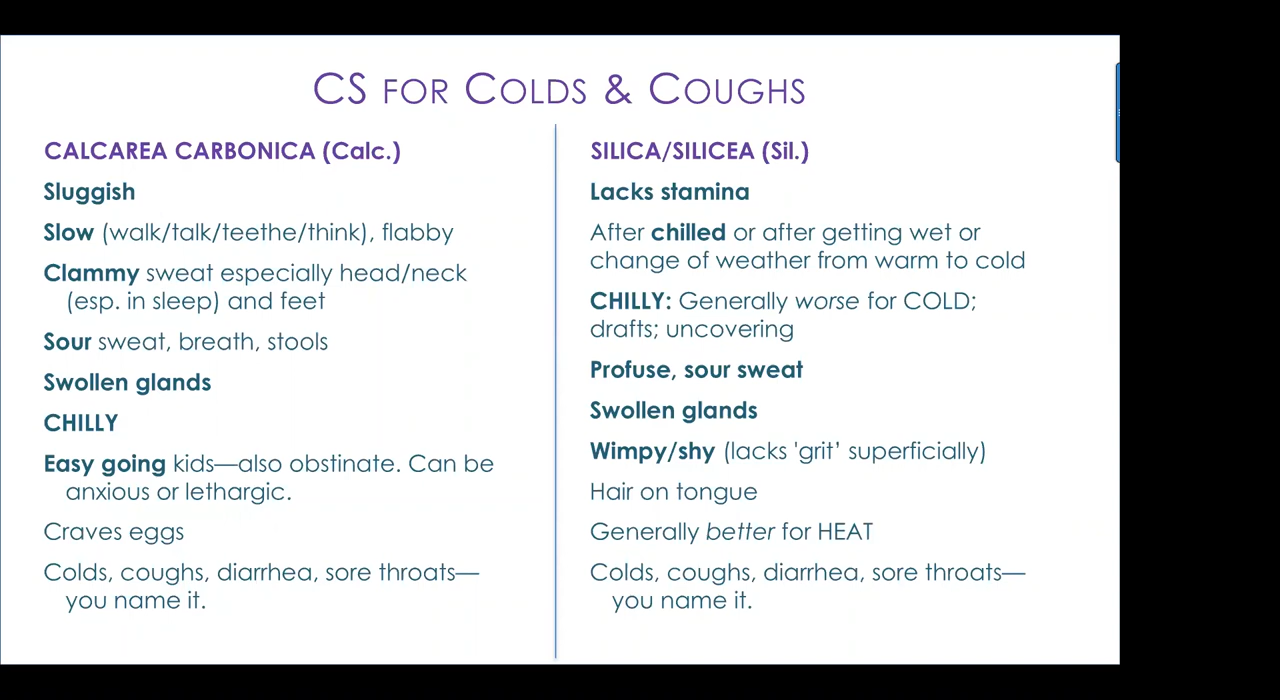 CS for Colds & Coughs
CALCAREA CARBONICA (Calc.)
Sluggish
Slow (walk/talk/teethe/think), flabby
Clammy sweat especially head/neck
(esp. in sleep) and feet
Sour sweat, breath, stools
Swollen glands
CHILLY
Easy going kids—also obstinate. Can be
anxious or lethargic.
Craves eggs
Colds, coughs, diarrhea, sore throats—
you name it.
SILICA/SILICEA (Sil.)
Lacks stamina
After chilled or after getting wet or
change of weather from warm to cold
CHILLY: Generally worse for COLD;
drafts; uncovering
Profuse, sour sweat
Swollen glands
Wimpy/shy (lacks 'grit’ superficially)
Hair on tongue
Generally better for HEAT
Colds, coughs, diarrhea, sore throats—
you name it.